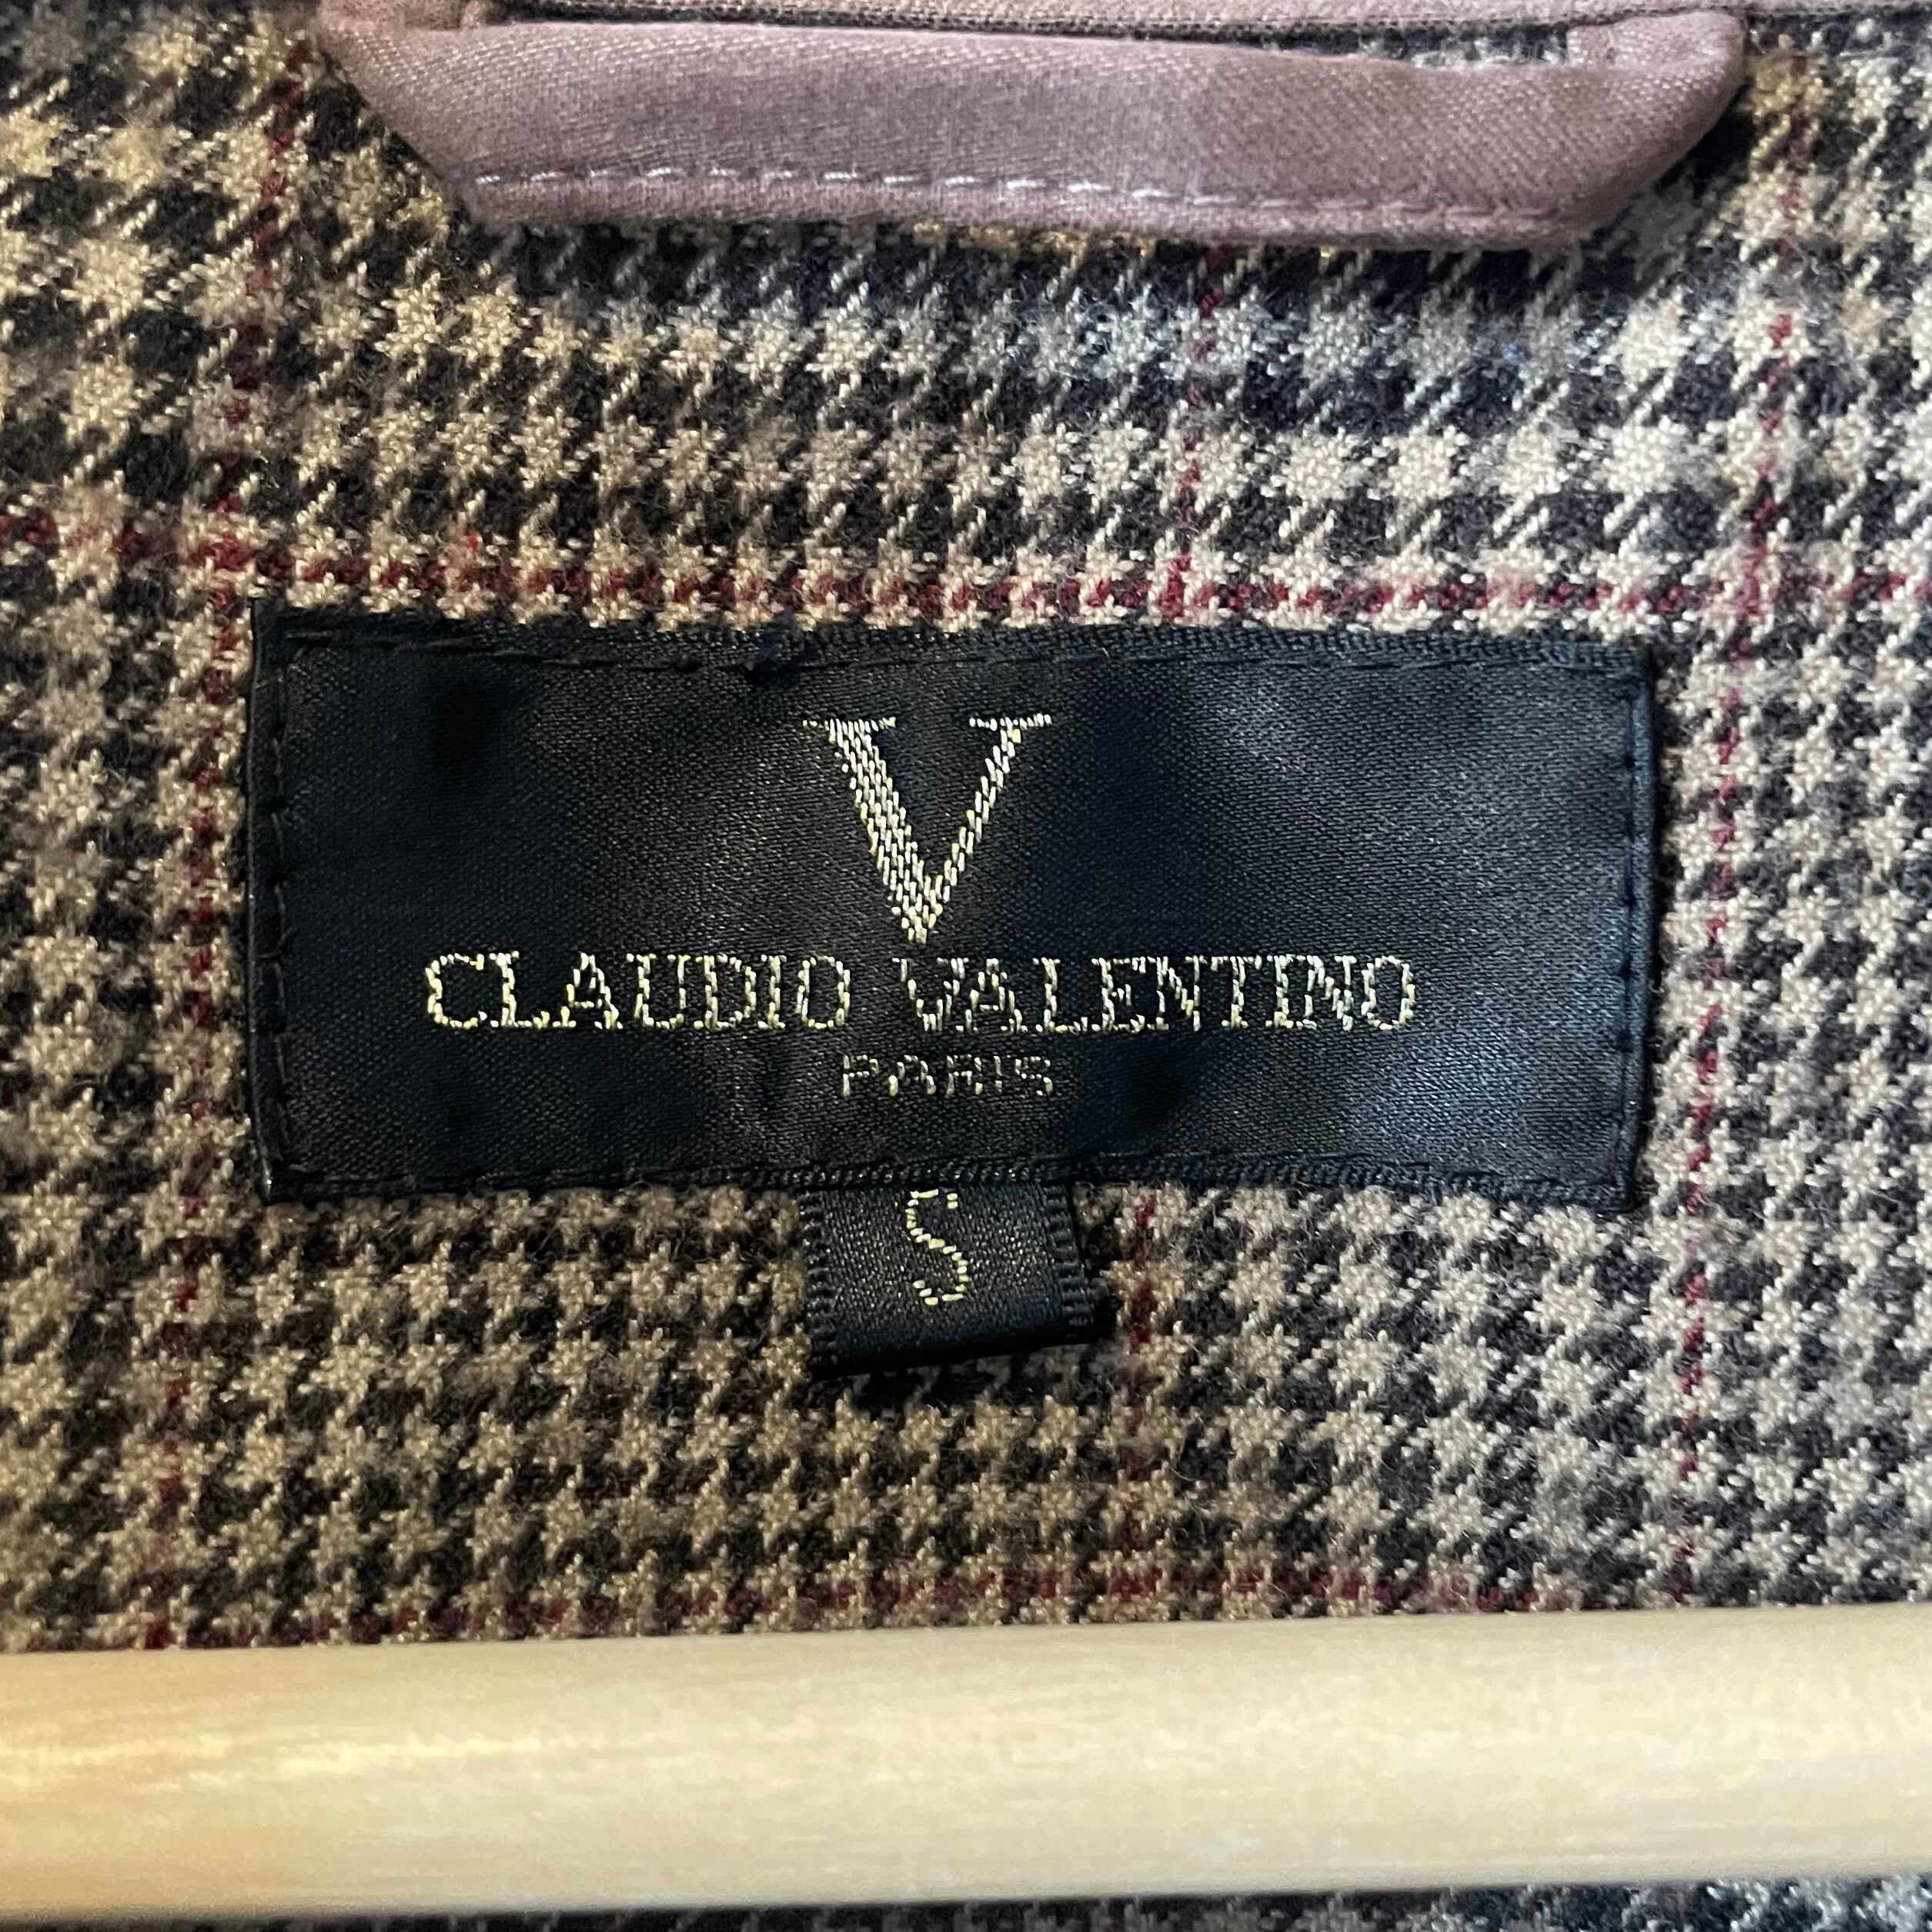 V
CLAUDIO VALENTINO
PARIS
S